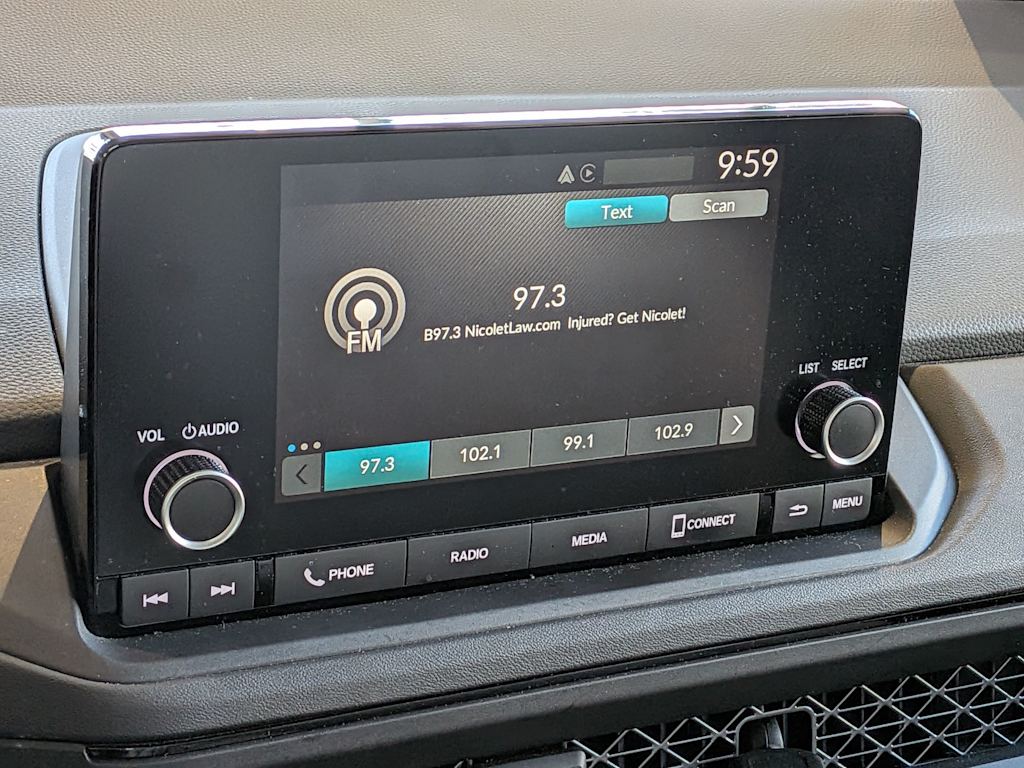 9:59
Text Scan
97.3
B97.3 NicoletLaw.com Injured? Get Nicolet!
FM
LIST SELECT
VOL AUDIO
97.3 102.1 99.1 102.9
PHONE RADIO MEDIA CONNECT MENU